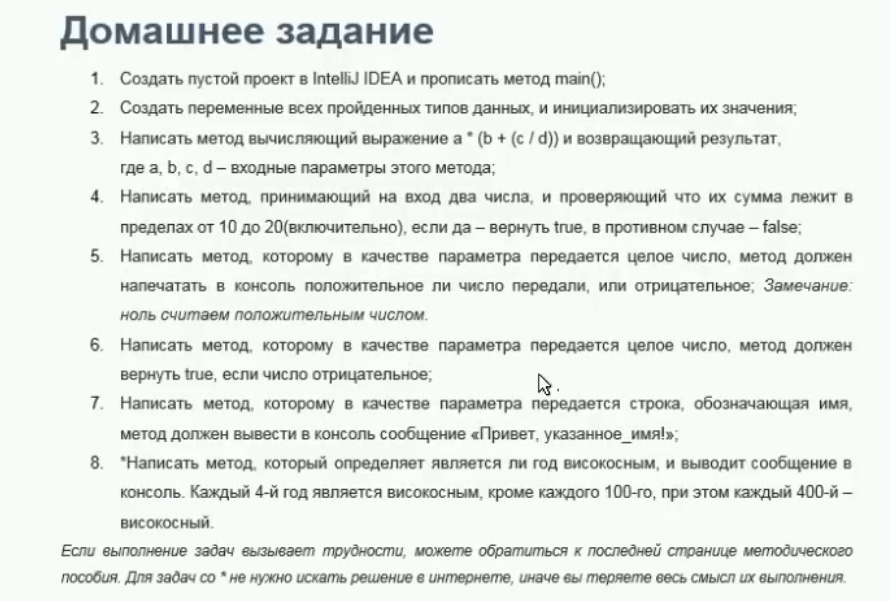 Домашнее задание
1. Создать пустой проект в IntelliJ IDEA и прописать метод main();
2. Создать переменные всех пройденных типов данных, и инициализировать их значения;
3. Написать метод вычисляющий выражение a * (b + (c / d)) и возвращающий результат,
где a, b, c, d – входные параметры этого метода;
4. Написать метод, принимающий на вход два числа, и проверяющий что их сумма лежит в
пределах от 10 до 20(включительно), если да – вернуть true, в противном случае – false;
5. Написать метод, которому в качестве параметра передается целое число, метод должен
напечатать в консоль положительное ли число передали, или отрицательное; Замечание:
ноль считаем положительным числом.
6. Написать метод, которому в качестве параметра передается целое число, метод должен
вернуть true, если число отрицательное;
7. Написать метод, которому в качестве параметра передается строка, обозначающая имя,
метод должен вывести в консоль сообщение «Привет, указанное_имя!»;
8. *Написать метод, который определяет является ли год високосным, и выводит сообщение в
консоль. Каждый 4-й год является високосным, кроме каждого 100-го, при этом каждый 400-й –
високосный.
Если выполнение задач вызывает трудности, можете обратиться к последней странице методического
пособия. Для задач со * не нужно искать решение в интернете, иначе вы теряете весь смысл их выполнения.